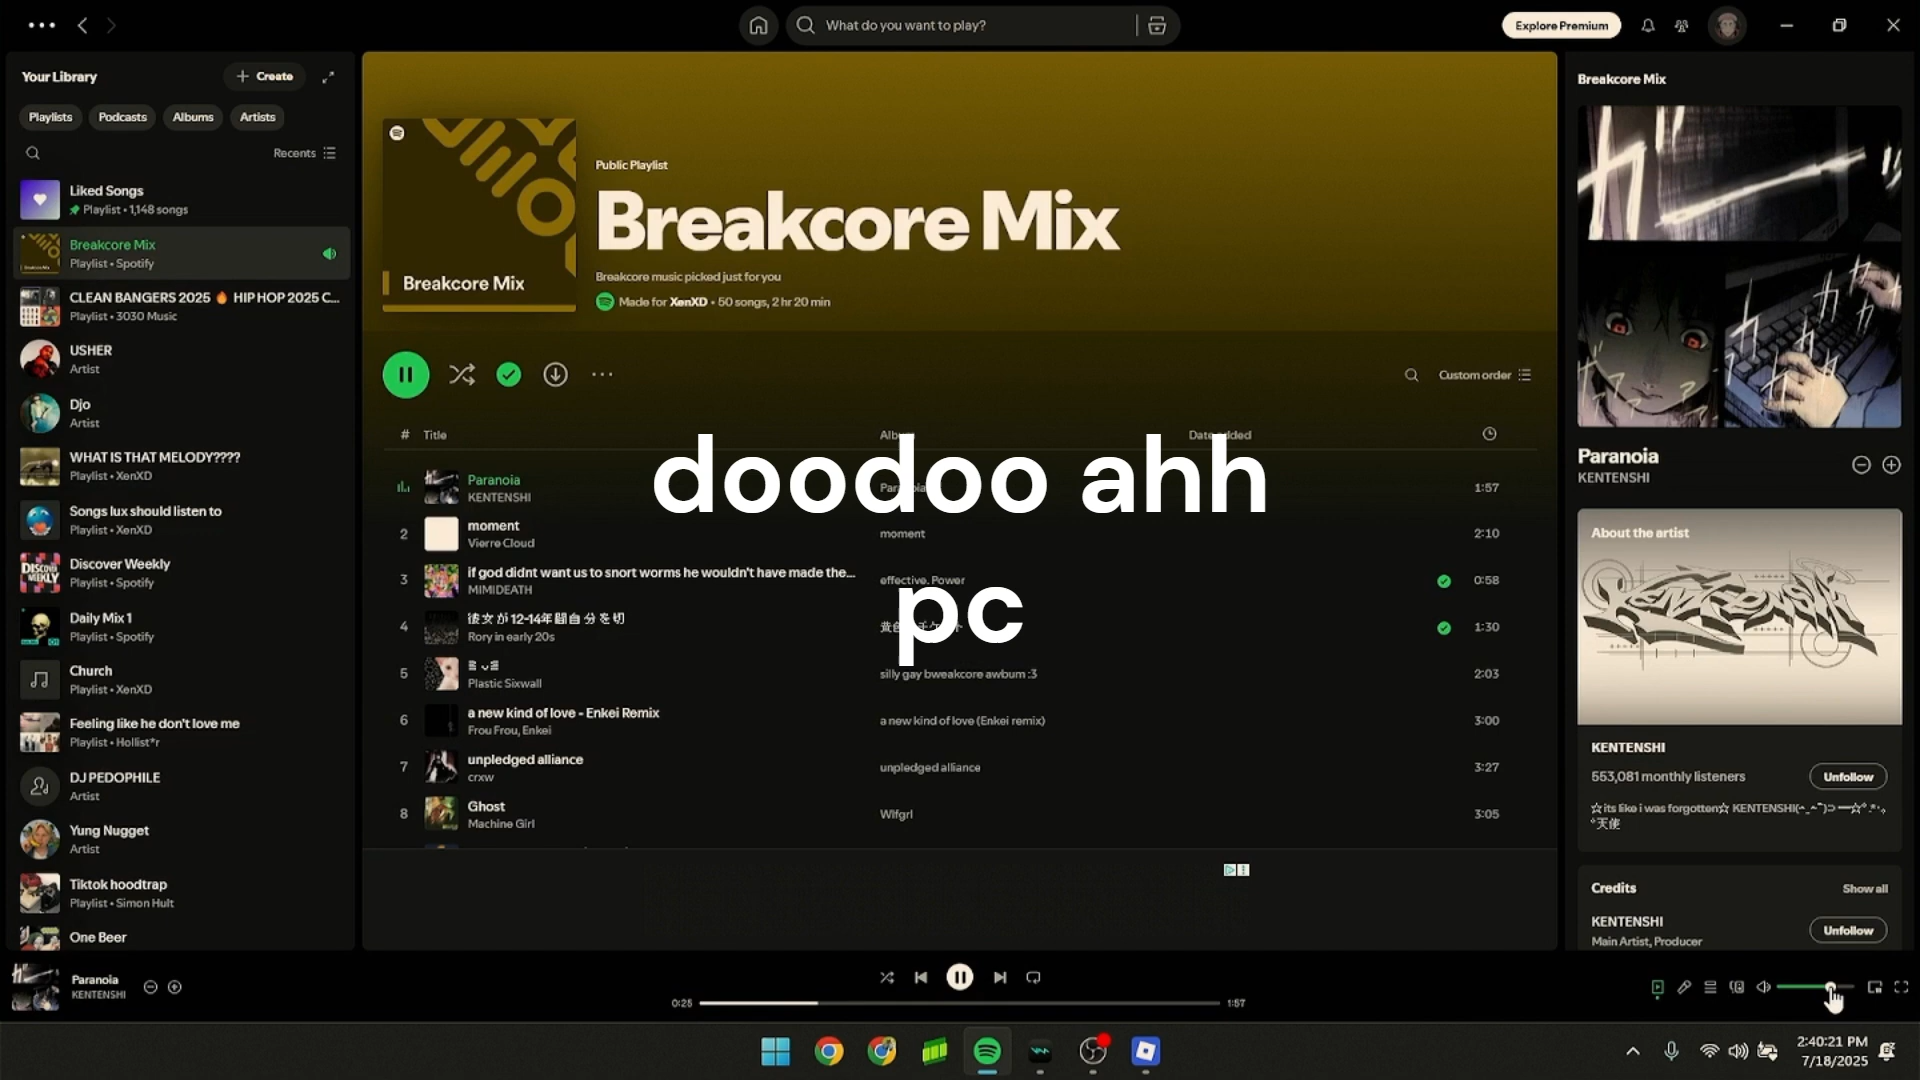 What do you want to play?
Explore Premium
Your Library
Create
Playlists
Podcasts
Albums
Artists
Recents
Liked Songs
Playlist • 1,148 songs
Breakcore Mix
Playlist • Spotify
CLEAN BANGERS 2025 🔥 HIP HOP 2025 C...
Playlist • 3030 Music
USHER
Artist
Djo
Artist
WHAT IS THAT MELODY????
Playlist • XenXD
Songs lux should listen to
Playlist • XenXD
Discover Weekly
Playlist • Spotify
Daily Mix 1
Playlist • Spotify
Church
Playlist • XenXD
Feeling like he don't love me
Playlist • Hollist*r
DJ PEDOPHILE
Artist
Yung Nugget
Artist
Tiktok hoodtrap
Playlist • Simon Hult
One Beer
Breakcore Mix
Public Playlist
Breakcore Mix
Breakcore music picked just for you
Made for XenXD • 50 songs, 2 hr 20 min
Custom order
# Title Album Date added
doodoo ahh
pc
Paranoia
KENTENSHI
Paranoia
1:57
2 moment
Vierre Cloud
moment
2:10
3 if god didnt want us to snort worms he wouldn't have made the...
MIMIDEATH
effective. Power
0:58
4
Rory in early 20s
1:30
5
Plastic Sixwall
silly gay bweakcore awbum :3
2:03
6 a new kind of love - Enkei Remix
Frou Frou, Enkei
a new kind of love (Enkei remix)
3:00
7 unpledged alliance
crxw
unpledged alliance
3:27
8 Ghost
Machine Girl
Wlfgrl
3:05
Breakcore Mix
Paranoia
KENTENSHI
About the artist
KENTENSHI
553,081 monthly listeners
Unfollow
☆its like i was forgotten☆ KENTENSHI
天使
Credits
Show all
KENTENSHI
Main Artist, Producer
Unfollow
Paranoia
KENTENSHI
0:25
1:57
2:40:21 PM
7/18/2025